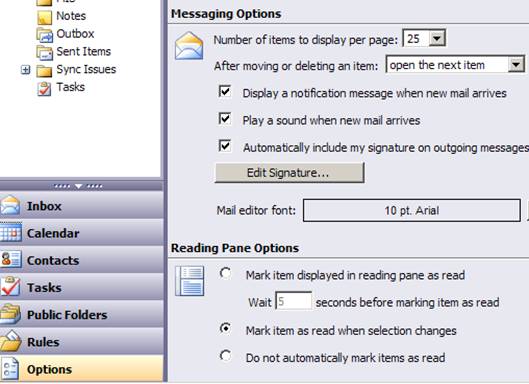 Notes
Outbox
Sent Items
Sync Issues
Tasks
Inbox
Calendar
Contacts
Tasks
Public Folders
Rules
Options
Messaging Options
Number of items to display per page: 25
After moving or deleting an item: open the next item
Display a notification message when new mail arrives
Play a sound when new mail arrives
Automatically include my signature on outgoing messages
Edit Signature...
Mail editor font: 10 pt. Arial
Reading Pane Options
Mark item displayed in reading pane as read
Wait 5 seconds before marking item as read
Mark item as read when selection changes
Do not automatically mark items as read